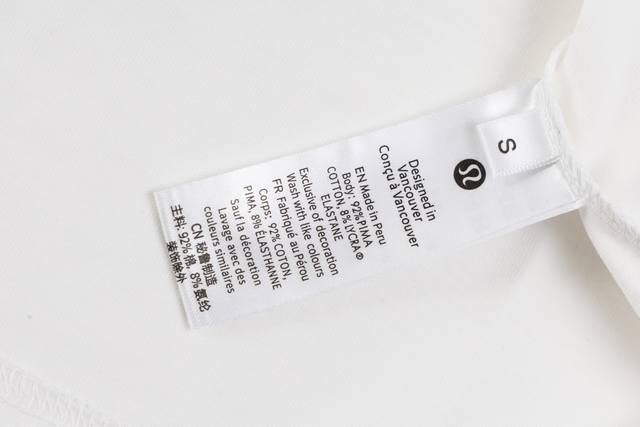 S
Designed in
Vancouver
Conçu à Vancouver
EN Made in Peru
Body: 92% PIMA
COTTON, 8% LYCRA®
ELASTANE
Exclusive of decoration
Wash with like colours
FR Fabriqué au Pérou
Corps: 92% COTON,
PIMA, 8% ÉLASTHANNE
Sauf la décoration
Lavage avec des
couleurs similaires
CN 秘鲁制造
主料: 92% 棉, 8%氨纶
装饰除外